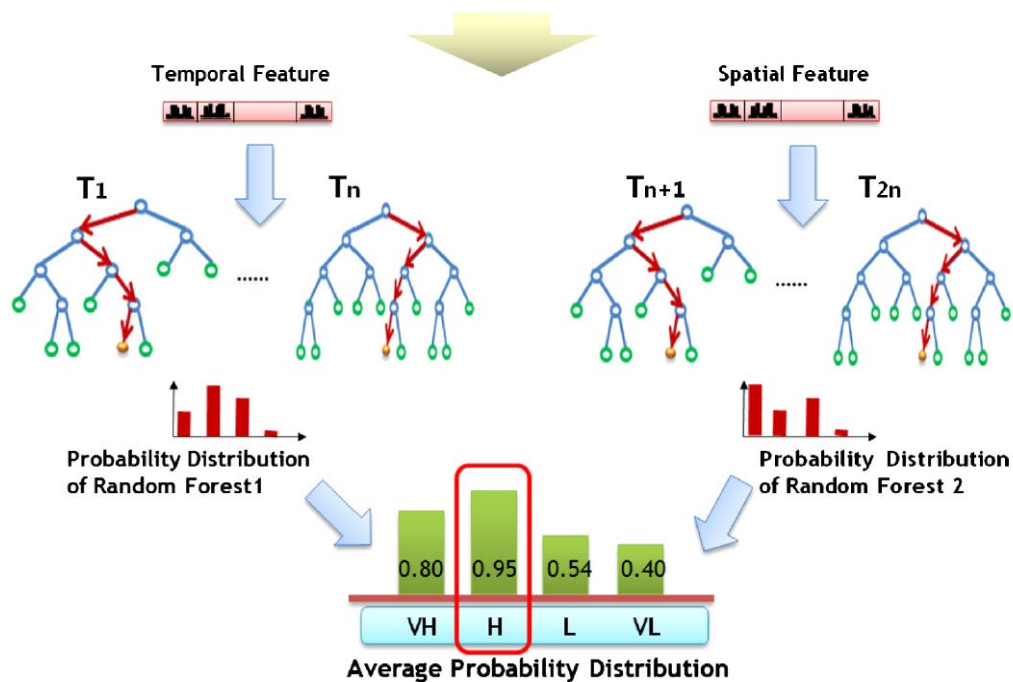 Temporal Feature
Spatial Feature
T1
Tn
Tn+1
T2n
......
......
Probability Distribution
of Random Forest1
Probability Distribution
of Random Forest 2
0.80 0.95 0.54 0.40
VH H L VL
Average Probability Distribution